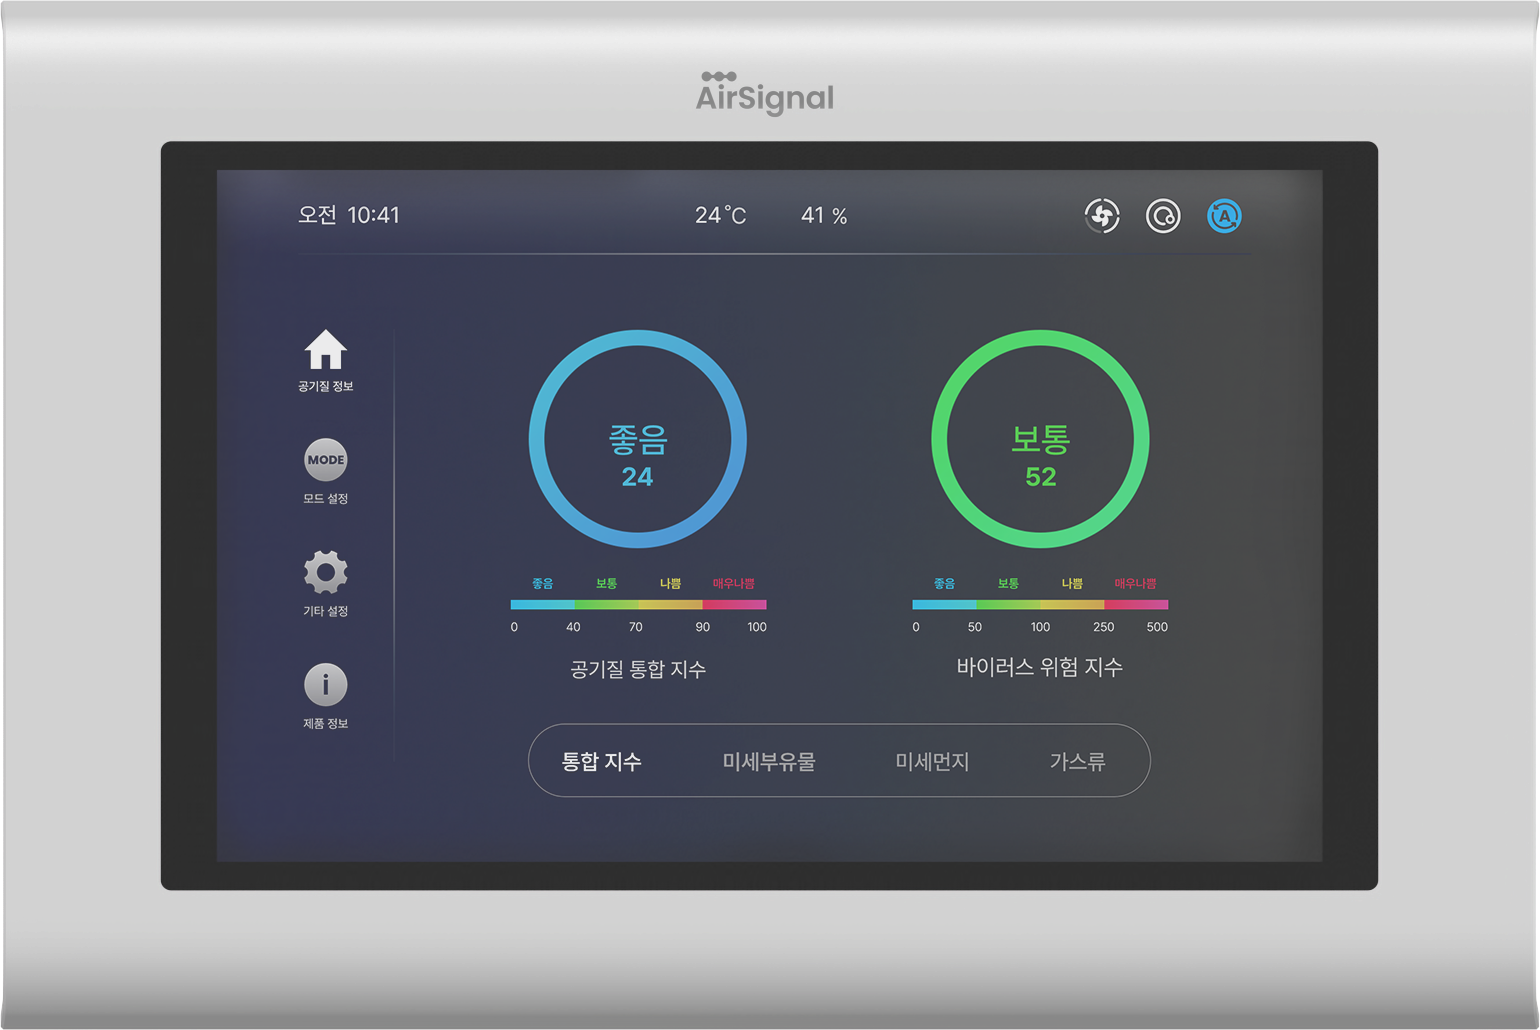 AirSignal
오전 10:41
24°C
41 %
A
공기질 정보
MODE
모드 설정
기타 설정
i
제품 정보
좋음
24
좋음 보통 나쁨 매우나쁨
0 40 70 90 100
공기질 통합 지수
보통
52
좋음 보통 나쁨 매우나쁨
0 50 100 250 500
바이러스 위험 지수
통합 지수 미세부유물 미세먼지 가스류